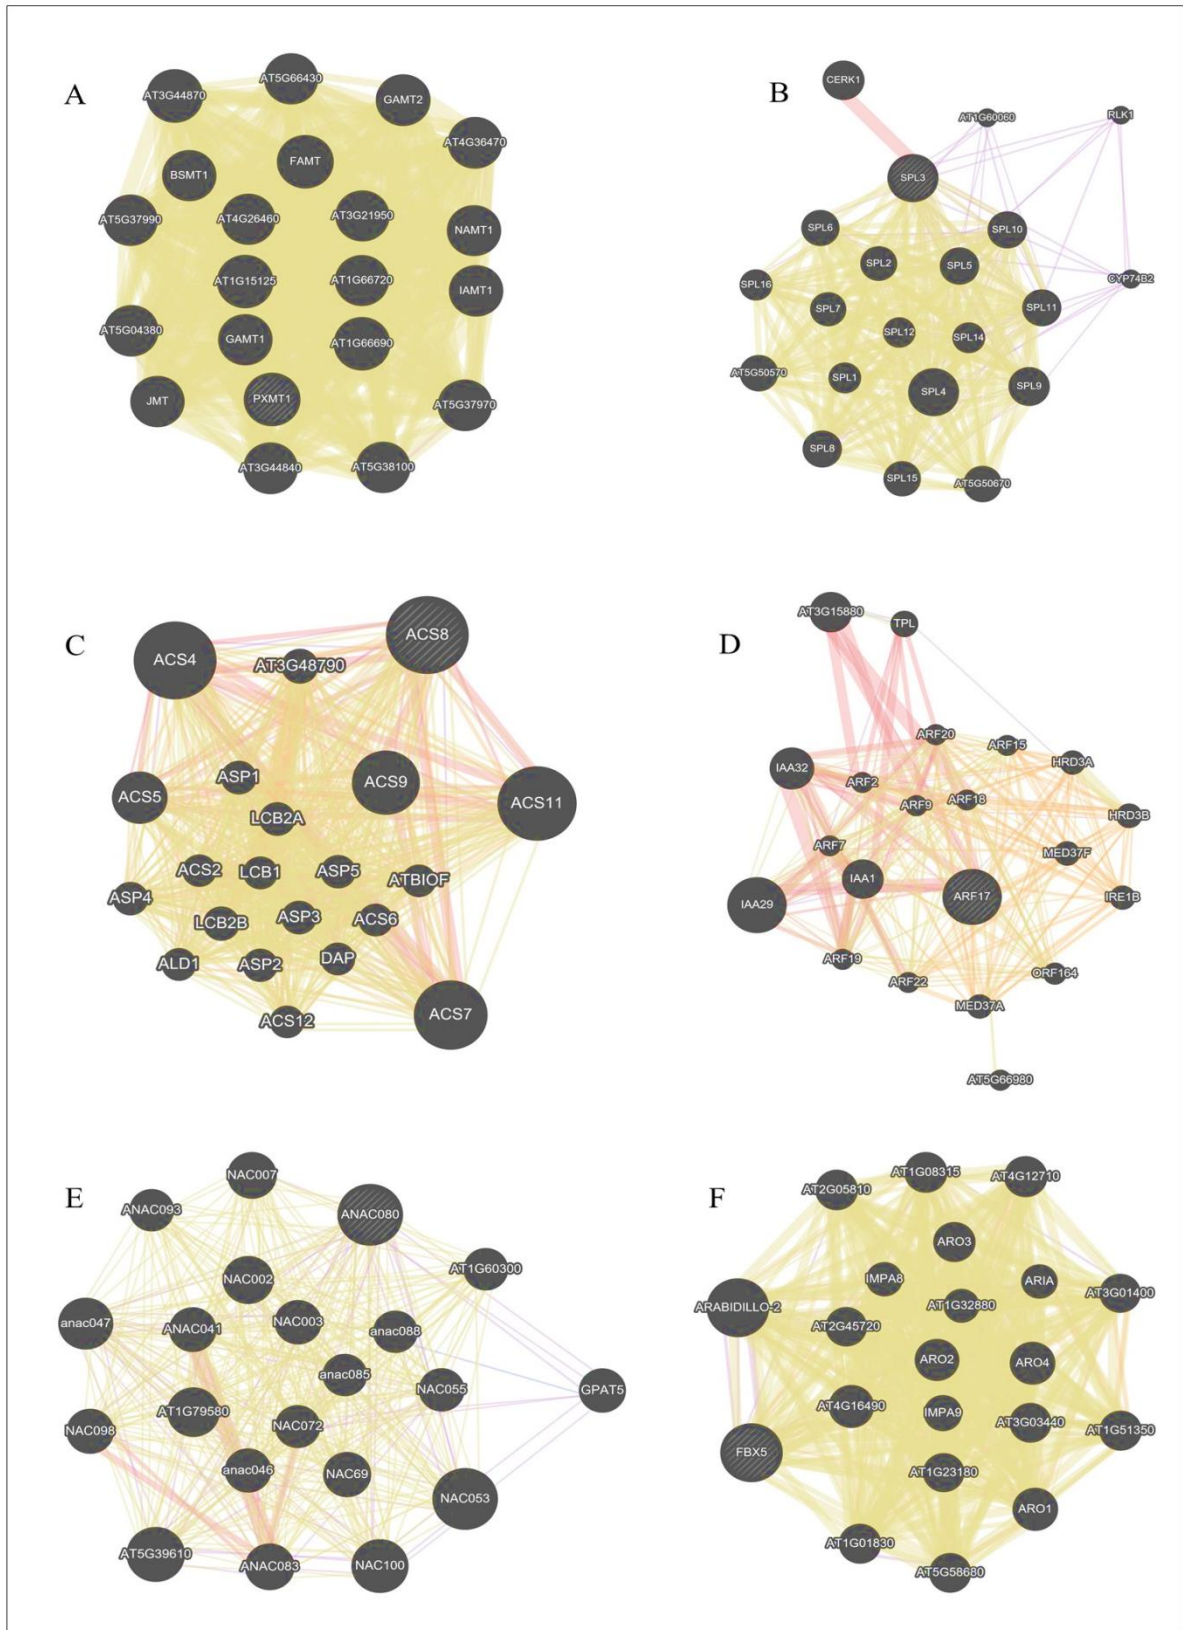 A
AT5G66430
AT3G44870
GAMT2
AT4G36470
FAMT
BSMT1
AT5G37990
AT4G26460
AT3G21950
NAMT1
AT1G15125
AT1G66720
IAMT1
AT5G04380
GAMT1
AT1G66690
JMT
PXMT1
AT5G37970
AT3G44840
AT5G38100
B
CERK1
AT1G60060
RLK1
SPL3
SPL6
SPL10
SPL2
SPL5
SPL16
CYP74B2
SPL7
SPL11
SPL12
SPL14
AT5G50570
SPL1
SPL4
SPL9
SPL8
SPL15
AT5G50670
C
ACS8
ACS4
AT3G48790
ASP1
ACS9
ACS5
ACS11
LCB2A
ACS2
LCB1
ASP5
ATBIOF
ASP4
LCB2B
ASP3
ACS6
ALD1
ASP2
DAP
ACS12
ACS7
D
AT3G15880
TPL
ARF20
ARF15
HRD3A
IAA32
ARF2
ARF9
ARF18
HRD3B
ARF7
MED37F
IAA1
IAA29
ARF17
IRE1B
ARF19
ARF22
ORF164
MED37A
AT5G66980
E
NAC007
ANAC093
ANAC080
AT1G60300
NAC002
anac047
ANAC041
NAC003
anac088
anac085
NAC055
GPAT5
AT1G79580
NAC098
NAC072
anac046
NAC69
NAC053
AT5G39610
ANAC083
NAC100
F
AT1G08315
AT4G12710
AT2G05810
ARO3
IMPA8
ARIA
AT3G01400
ARABIDILLO-2
AT1G32880
AT2G45720
ARO2
ARO4
AT4G16490
IMPA9
AT3G03440
AT1G51350
FBX5
AT1G23180
ARO1
AT1G01830
AT5G58680